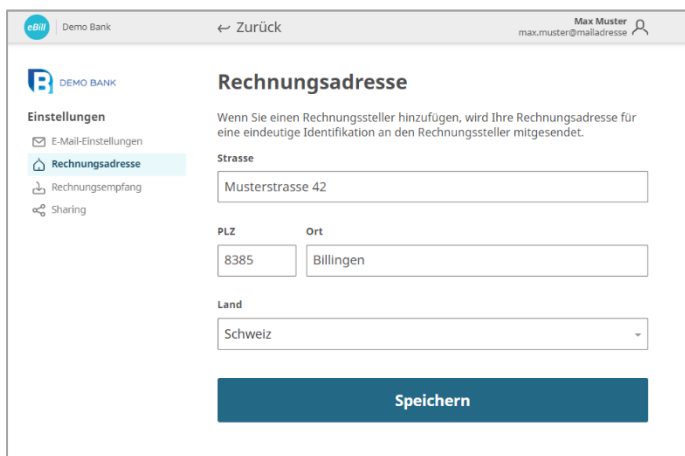 eBill
Demo Bank
← Zurück
Max Muster
max.muster@mailadresse
DEMO BANK
Einstellungen
E-Mail-Einstellungen
Rechnungsadresse
Rechnungsempfang
Sharing
Rechnungsadresse
Wenn Sie einen Rechnungssteller hinzufügen, wird Ihre Rechnungsadresse für
eine eindeutige Identifikation an den Rechnungssteller mitgesendet.
Strasse
Musterstrasse 42
PLZ Ort
8385 Billingen
Land
Schweiz
Speichern